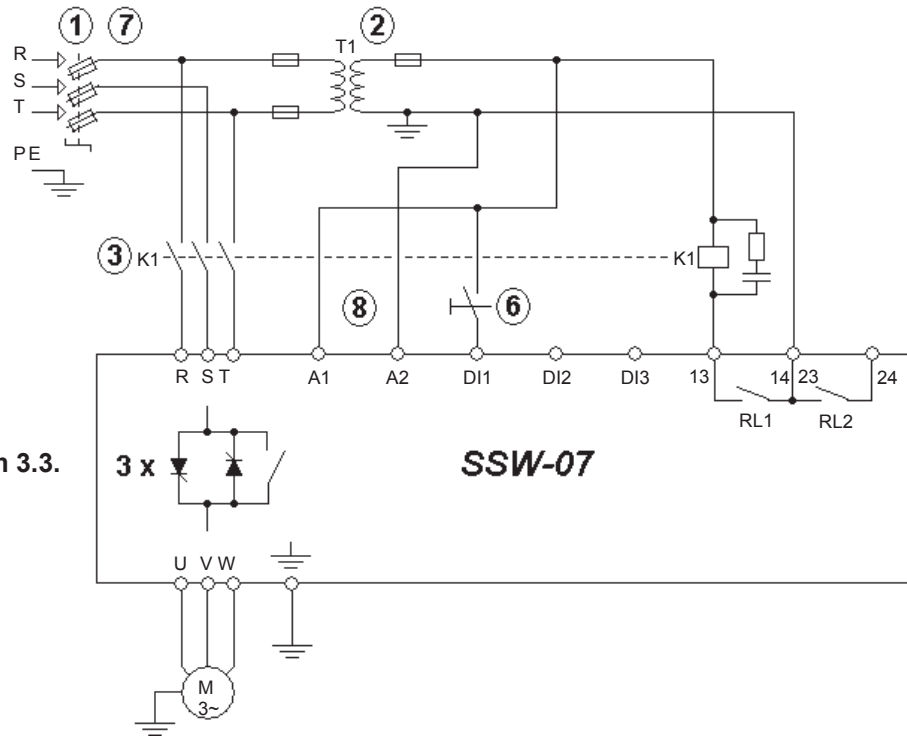 1 7 2
T1
R
S
T
PE
3 K1 K1
8 6
R S T A1 A2 DI1 DI2 DI3 13 14 23 24
RL1 RL2
n 3.3. 3 x SSW-07
U V W
M
3~